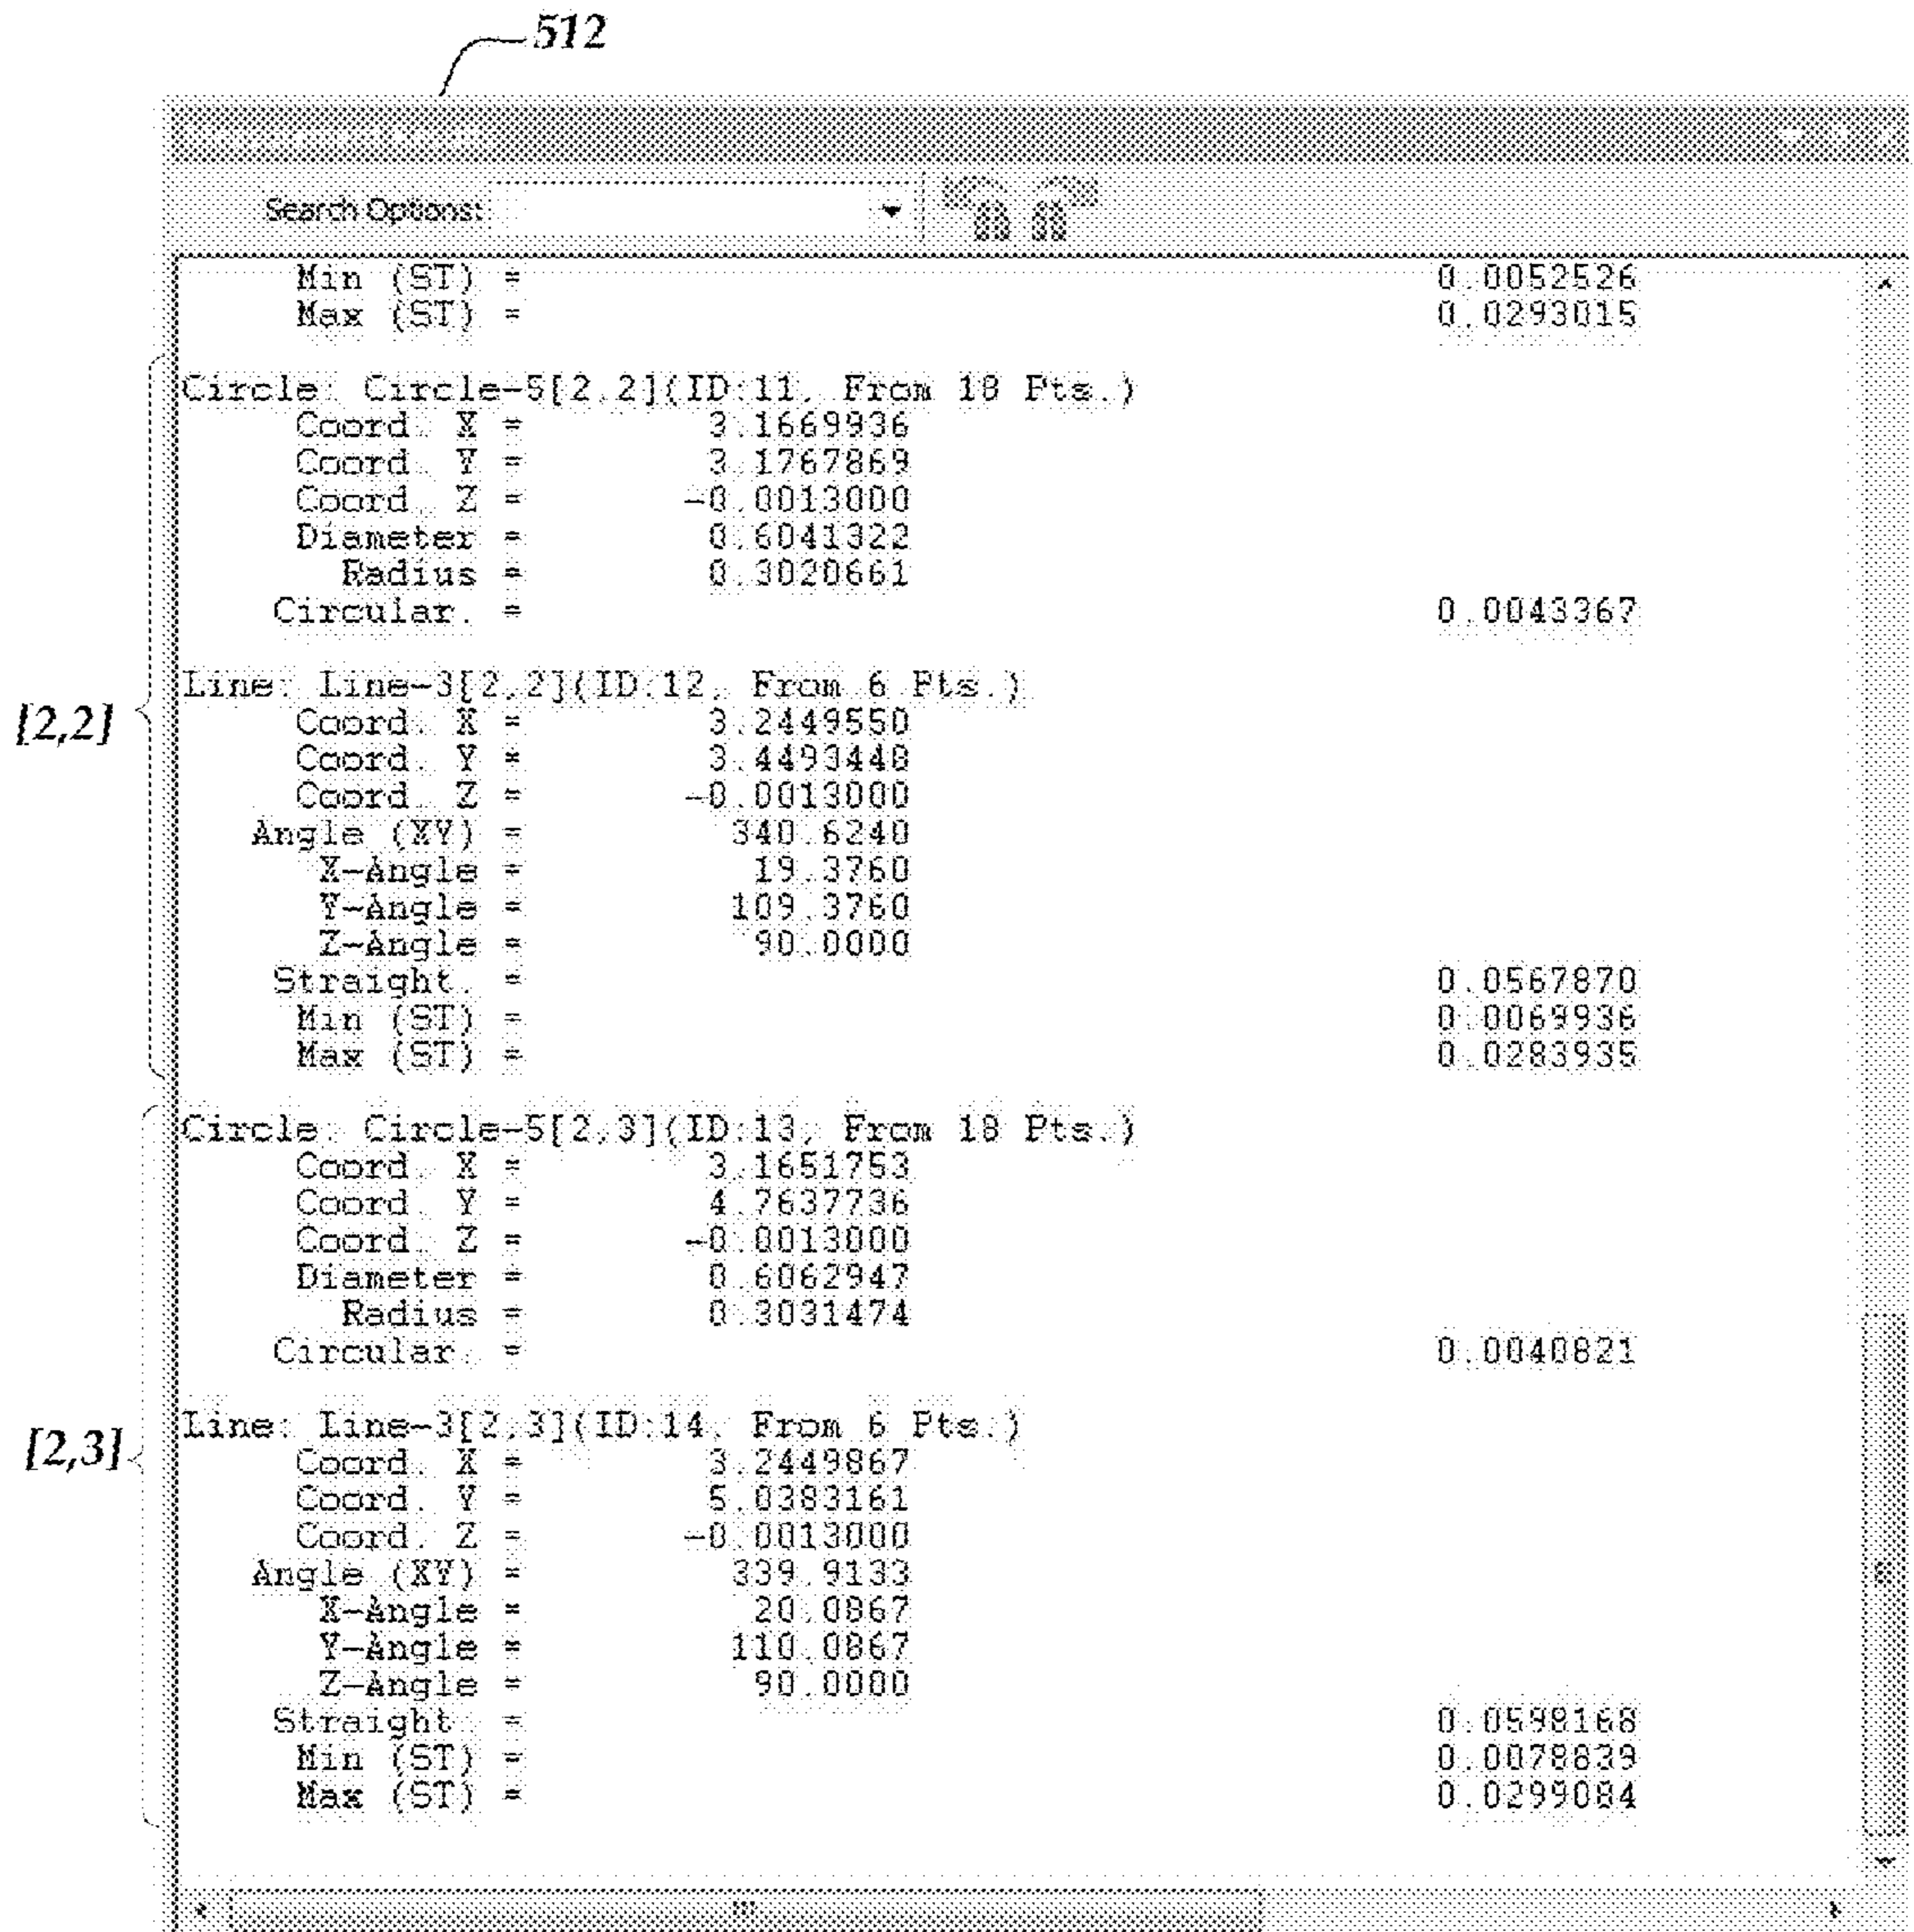 512
Search Options:
Min (ST) = 0.0052526
Max (ST) = 0.0293015
Circle: Circle-5[2,2](ID:11, From 18 Pts.)
Coord. X = 3.1669936
Coord. Y = 3.1767869
Coord. Z = -0.0013000
Diameter = 0.6041322
Radius = 0.3020661
Circular. = 0.0043367
[2,2]
Line: Line-3[2,2](ID:12, From 6 Pts.)
Coord. X = 3.2449550
Coord. Y = 3.4493448
Coord. Z = -0.0013000
Angle (XY) = 340.6240
X-Angle = 19.3760
Y-Angle = 109.3760
Z-Angle = 90.0000
Straight. = 0.0567870
Min (ST) = 0.0069936
Max (ST) = 0.0283935
Circle: Circle-5[2,3](ID:13, From 18 Pts.)
Coord. X = 3.1651753
Coord. Y = 4.7637736
Coord. Z = -0.0013000
Diameter = 0.6062947
Radius = 0.3031474
Circular. = 0.0040821
[2,3]
Line: Line-3[2,3](ID:14, From 6 Pts.)
Coord. X = 3.2449867
Coord. Y = 5.0383161
Coord. Z = -0.0013000
Angle (XY) = 339.9133
X-Angle = 20.0867
Y-Angle = 110.0867
Z-Angle = 90.0000
Straight. = 0.0598168
Min (ST) = 0.0078839
Max (ST) = 0.0299084